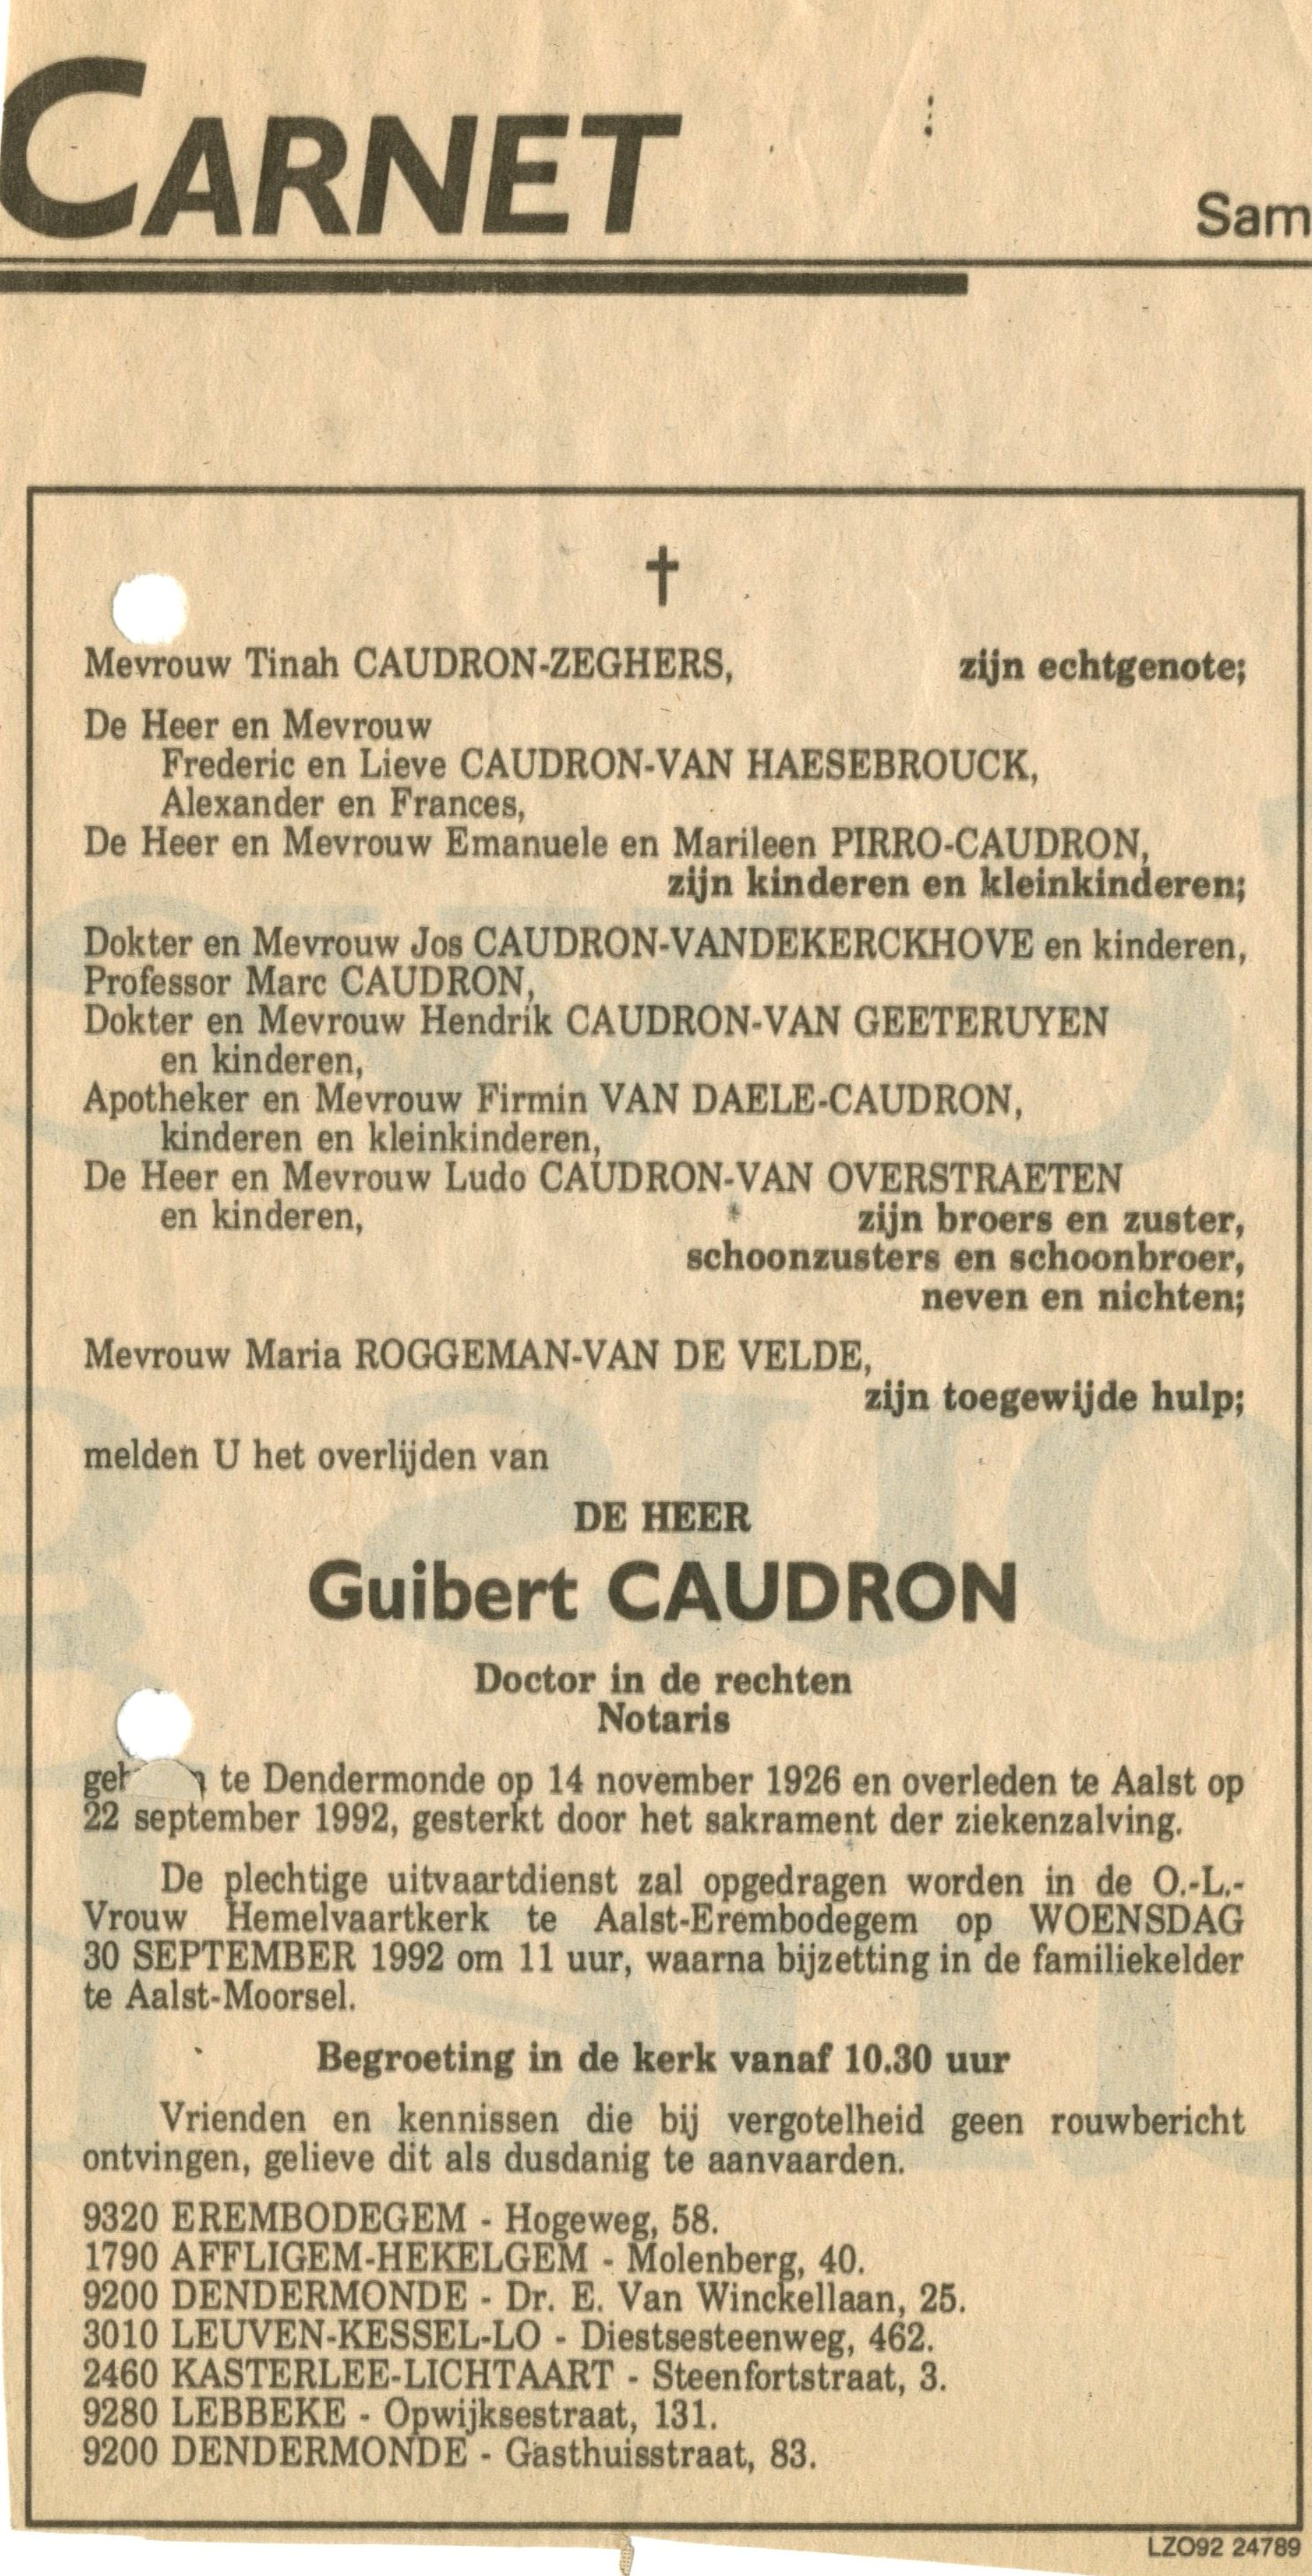 CARNET
Sam
†
Mevrouw Tinah CAUDRON-ZEGHERS, zijn echtgenote;
De Heer en Mevrouw
Frederic en Lieve CAUDRON-VAN HAESEBROUCK,
Alexander en Frances,
De Heer en Mevrouw Emanuele en Marileen PIRRO-CAUDRON,
zijn kinderen en kleinkinderen;
Dokter en Mevrouw Jos CAUDRON-VANDEKERCKHOVE en kinderen,
Professor Marc CAUDRON,
Dokter en Mevrouw Hendrik CAUDRON-VAN GEETERUYEN
en kinderen,
Apotheker en Mevrouw Firmin VAN DAELE-CAUDRON,
kinderen en kleinkinderen,
De Heer en Mevrouw Ludo CAUDRON-VAN OVERSTRAETEN
en kinderen, zijn broers en zuster,
schoonzusters en schoonbroer,
neven en nichten;
Mevrouw Maria ROGGEMAN-VAN DE VELDE,
zijn toegewijde hulp;
melden U het overlijden van
DE HEER
Guibert CAUDRON
Doctor in de rechten
Notaris
te Dendermonde op 14 november 1926 en overleden te Aalst op
22 september 1992, gesterkt door het sakrament der ziekenzalving.
De plechtige uitvaartdienst zal opgedragen worden in de O.-L.-
Vrouw Hemelvaartkerk te Aalst-Erembodegem op WOENSDAG
30 SEPTEMBER 1992 om 11 uur, waarna bijzetting in de familiekelder
te Aalst-Moorsel.
Begroeting in de kerk vanaf 10.30 uur
Vrienden en kennissen die bij vergotelheid geen rouwbericht
ontvingen, gelieve dit als dusdanig te aanvaarden.
9320 EREMBODEGEM - Hogeweg, 58.
1790 AFFLIGEM-HEKELGEM - Molenberg, 40.
9200 DENDERMONDE - Dr. E. Van Winckellaan, 25.
3010 LEUVEN-KESSEL-LO - Diestsesteenweg, 462.
2460 KASTERLEE-LICHTAART - Steenfortstraat, 3.
9280 LEBBEKE - Opwijksestraat, 131.
9200 DENDERMONDE - Gasthuisstraat, 83.
LZO92 24789